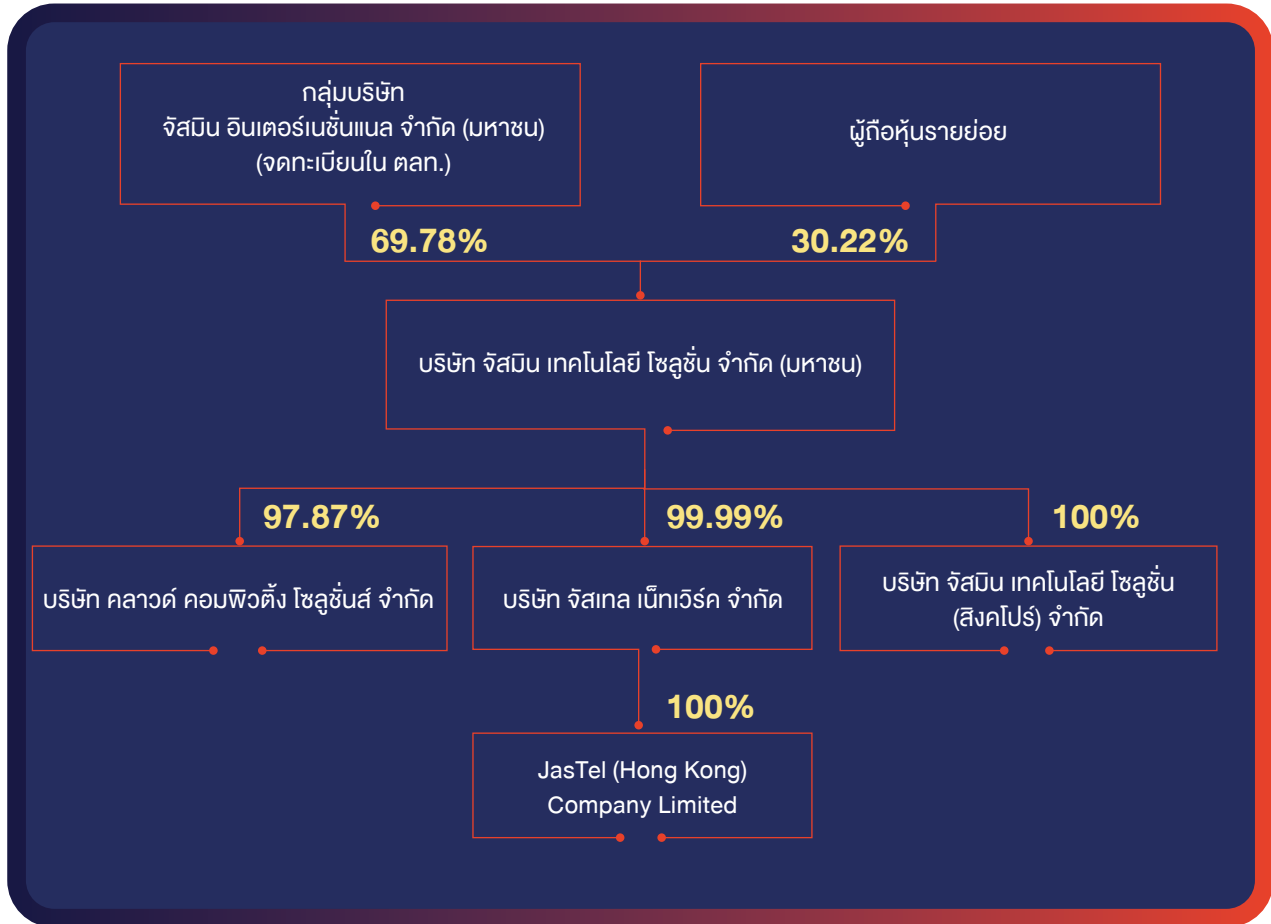 กลุ่มบริษัท
จัสมิน อินเตอร์เนชั่นแนล จำกัด (มหาชน)
(จดทะเบียนใน ตลท.)
ผู้ถือหุ้นรายย่อย
69.78%
30.22%
บริษัท จัสมิน เทคโนโลยี โซลูชั่น จำกัด (มหาชน)
97.87%
99.99%
100%
บริษัท คลาวด์ คอมพิวติ้ง โซลูชั่นส์ จำกัด
บริษัท จัสเทล เน็ทเวิร์ค จำกัด
บริษัท จัสมิน เทคโนโลยี โซลูชั่น
(สิงคโปร์) จำกัด
100%
JasTel (Hong Kong)
Company Limited